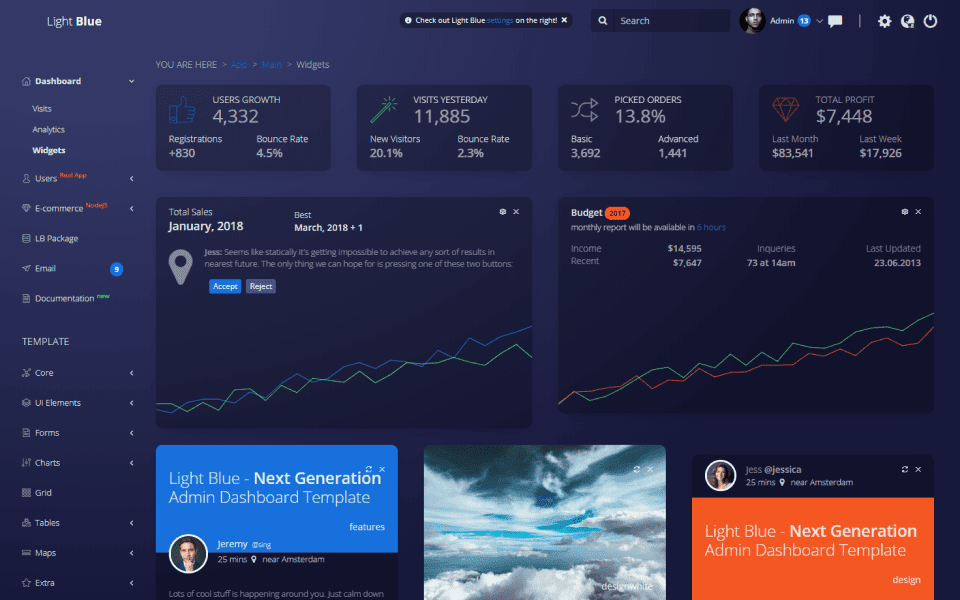 Light Blue
Check out Light Blue settings on the right!
Search
Admin 13
YOU ARE HERE > App > Main > Widgets
Dashboard
Visits
Analytics
Widgets
Users Rest App
E-commerce NodeJS
LB Package
Email 9
Documentation new
TEMPLATE
Core
UI Elements
Forms
Charts
Grid
Tables
Maps
Extra
USERS GROWTH
4,332
Registrations Bounce Rate
+830 4.5%
VISITS YESTERDAY
11,885
New Visitors Bounce Rate
20.1% 2.3%
PICKED ORDERS
13.8%
Basic Advanced
3,692 1,441
TOTAL PROFIT
$7,448
Last Month Last Week
$83,541 $17,926
Total Sales
January, 2018
Best
March, 2018 + 1
Jess: Seems like statically it's getting impossible to achieve any sort of results in
nearest future. The only thing we can hope for is pressing one of these two buttons:
Accept Reject
Budget 2017
monthly report will be available in 6 hours
Income $14,595 Inqueries Last Updated
Recent $7,647 73 at 14am 23.06.2013
Light Blue - Next Generation
Admin Dashboard Template
features
Jeremy @sing
25 mins near Amsterdam
Lots of cool stuff is happening around you. Just calm down
designwhite
Jess @jessica
25 mins near Amsterdam
Light Blue - Next Generation
Admin Dashboard Template
design